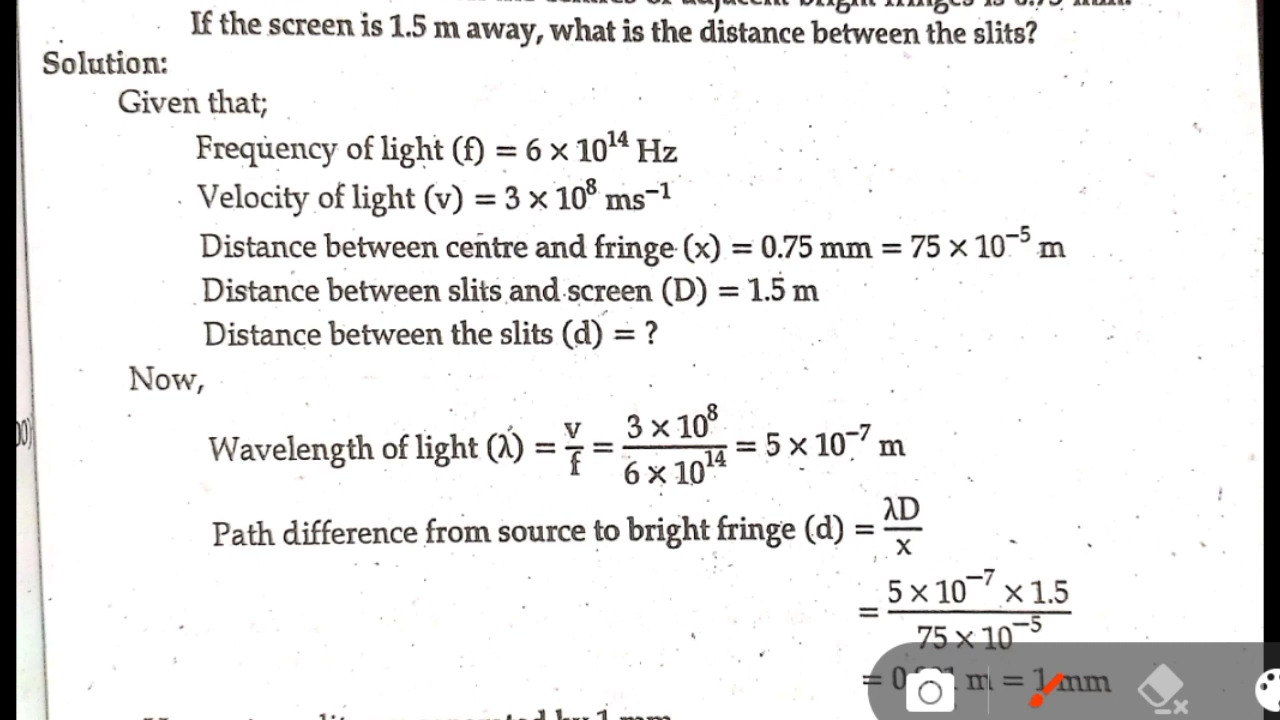 If the screen is 1.5 m away, what is the distance between the slits?
Solution:
Given that;
Frequency of light (f) = 6 × 10¹⁴ Hz
Velocity of light (v) = 3 × 10⁸ ms⁻¹
Distance between centre and fringe (x) = 0.75 mm = 75 × 10⁻⁵ m
Distance between slits and screen (D) = 1.5 m
Distance between the slits (d) = ?
Now,
Wavelength of light (λ) = v/f = 3 × 10⁸ / 6 × 10¹⁴ = 5 × 10⁻⁷ m
Path difference from source to bright fringe (d) = λD / x
= 5 × 10⁻⁷ × 1.5 / 75 × 10⁻⁵
m = 1 mm